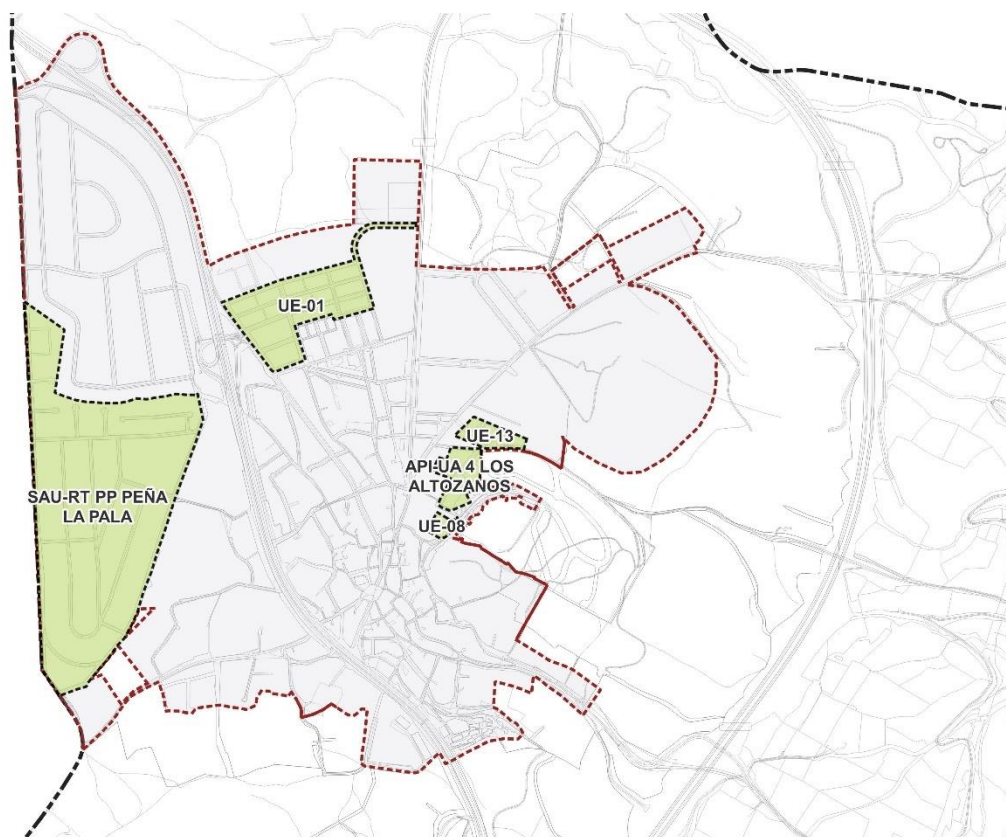 UE-01
UE-13
API-UA 4 LOS
ALTOZANOS
SAU-RT PP PEÑA
LA PALA
UE-08